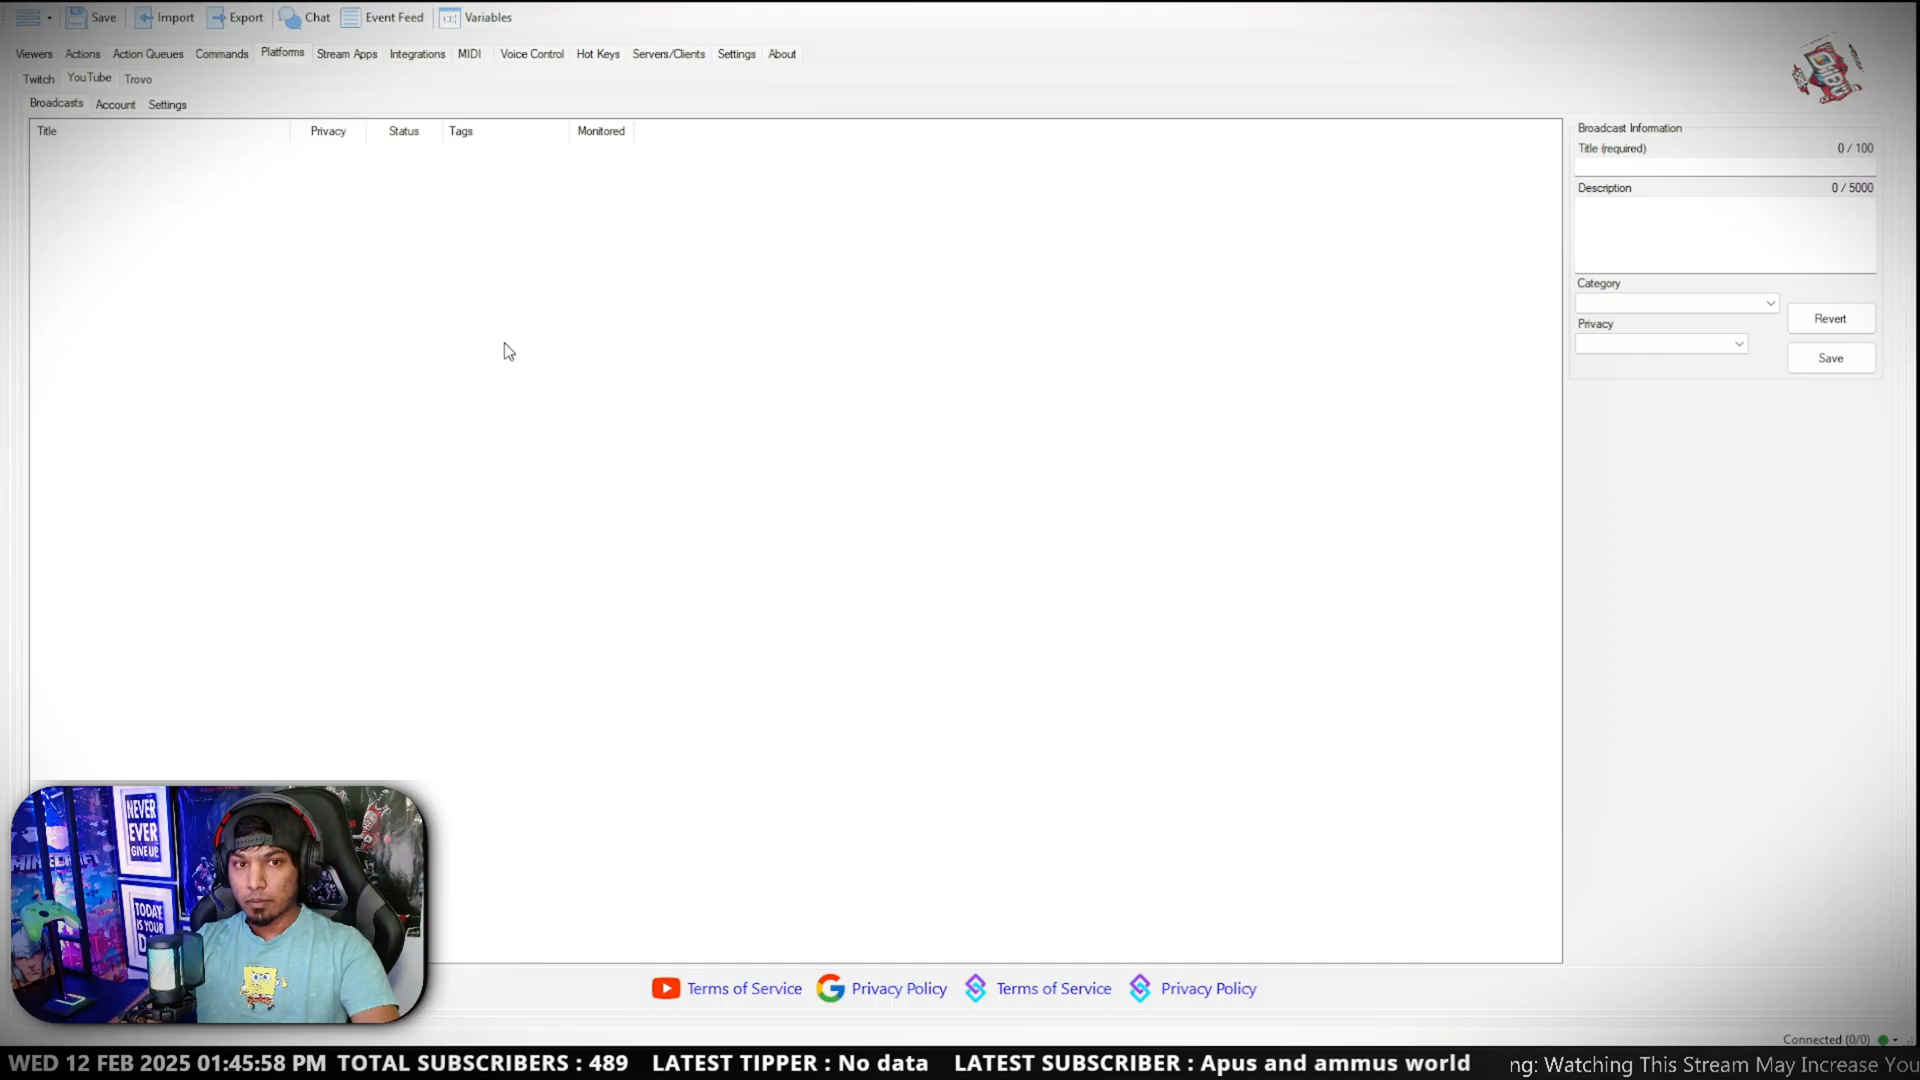 Save Import Export Chat Event Feed Variables
Viewers Actions Action Queues Commands Platforms Stream Apps Integrations MIDI Voice Control Hot Keys Servers/Clients Settings About
Twitch YouTube Trovo
Broadcasts Account Settings
Title Privacy Status Tags Monitored
Broadcast Information
Title (required) 0 / 100
Description 0 / 5000
Category
Privacy
Revert
Save
NEVER
EVER
GIVE UP
MINECRAFT
TODAY
IS YOUR
Terms of Service Privacy Policy Terms of Service Privacy Policy
Connected (0/0)
WED 12 FEB 2025 01:45:58 PM TOTAL SUBSCRIBERS : 489 LATEST TIPPER : No data LATEST SUBSCRIBER : Apus and ammus world ng: Watching This Stream May Increase You